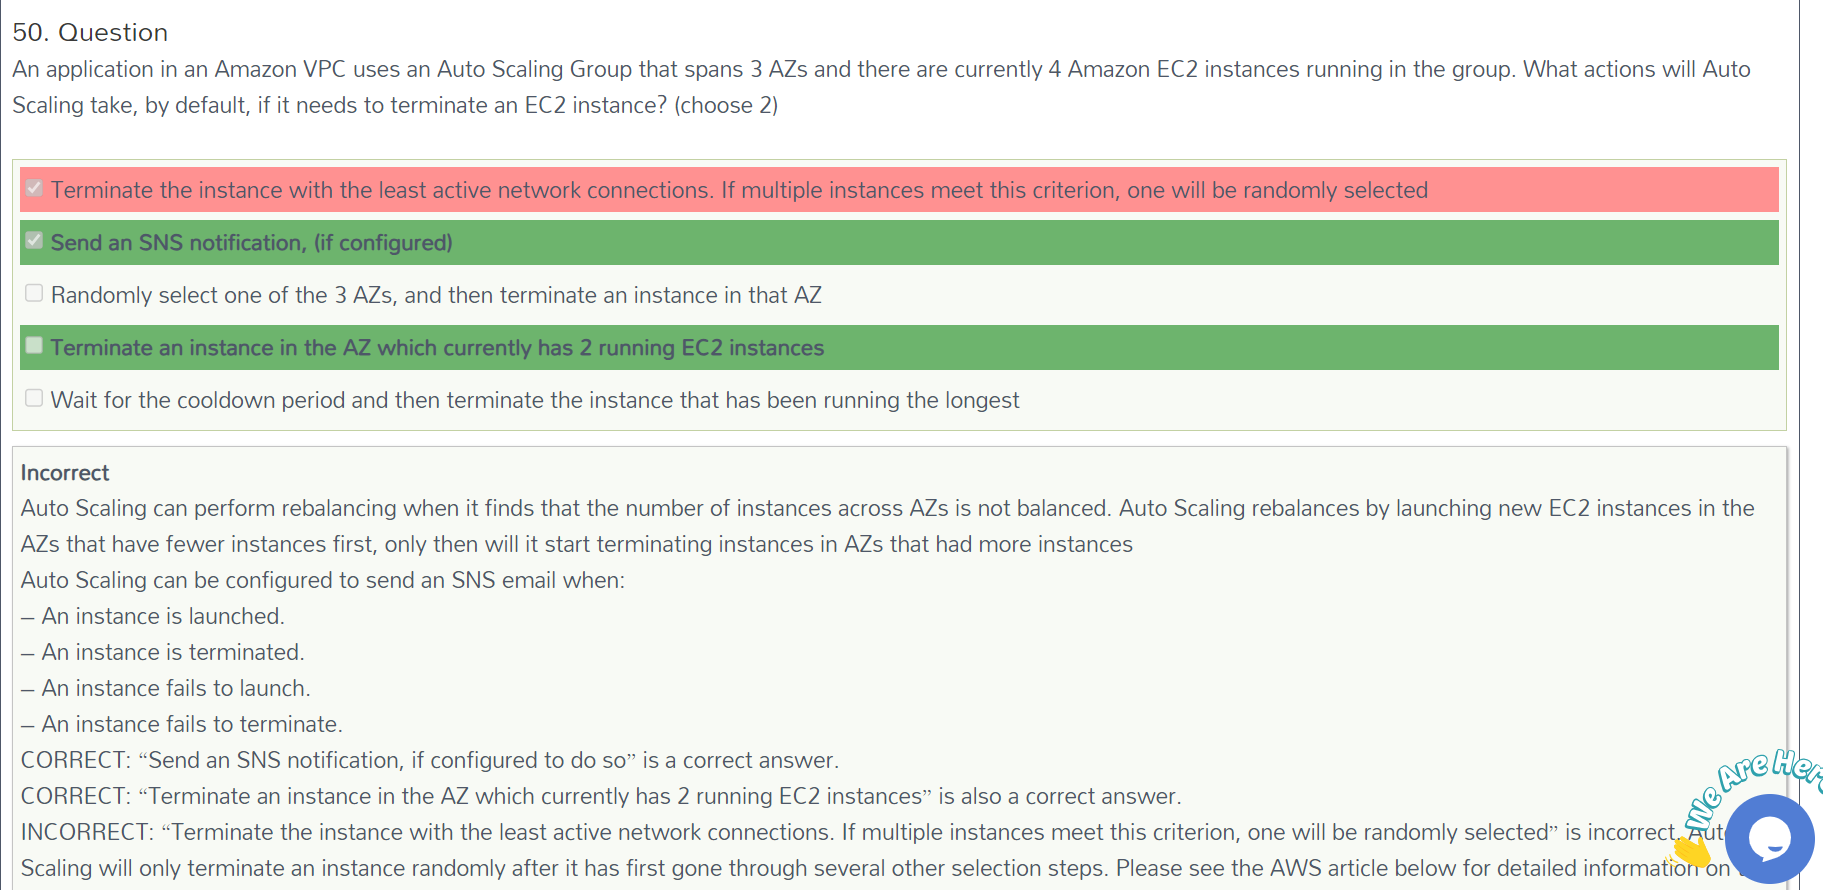 50. Question
An application in an Amazon VPC uses an Auto Scaling Group that spans 3 AZs and there are currently 4 Amazon EC2 instances running in the group. What actions will Auto
Scaling take, by default, if it needs to terminate an EC2 instance? (choose 2)
Terminate the instance with the least active network connections. If multiple instances meet this criterion, one will be randomly selected
Send an SNS notification, (if configured)
Randomly select one of the 3 AZs, and then terminate an instance in that AZ
Terminate an instance in the AZ which currently has 2 running EC2 instances
Wait for the cooldown period and then terminate the instance that has been running the longest
Incorrect
Auto Scaling can perform rebalancing when it finds that the number of instances across AZs is not balanced. Auto Scaling rebalances by launching new EC2 instances in the
AZs that have fewer instances first, only then will it start terminating instances in AZs that had more instances
Auto Scaling can be configured to send an SNS email when:
– An instance is launched.
– An instance is terminated.
– An instance fails to launch.
– An instance fails to terminate.
CORRECT: “Send an SNS notification, if configured to do so” is a correct answer.
CORRECT: “Terminate an instance in the AZ which currently has 2 running EC2 instances” is also a correct answer.
INCORRECT: “Terminate the instance with the least active network connections. If multiple instances meet this criterion, one will be randomly selected” is incorrect. Aut
Scaling will only terminate an instance randomly after it has first gone through several other selection steps. Please see the AWS article below for detailed information on
We Are Here